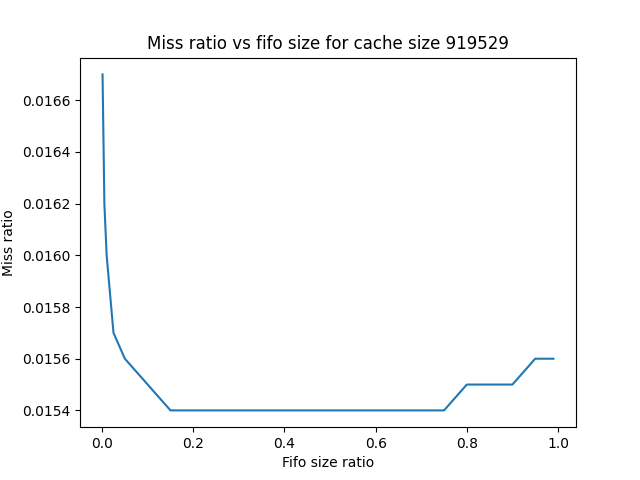 Miss ratio vs fifo size for cache size 919529
0.0166
0.0164
0.0162
0.0160
0.0158
0.0156
0.0154
Miss ratio
0.0 0.2 0.4 0.6 0.8 1.0
Fifo size ratio